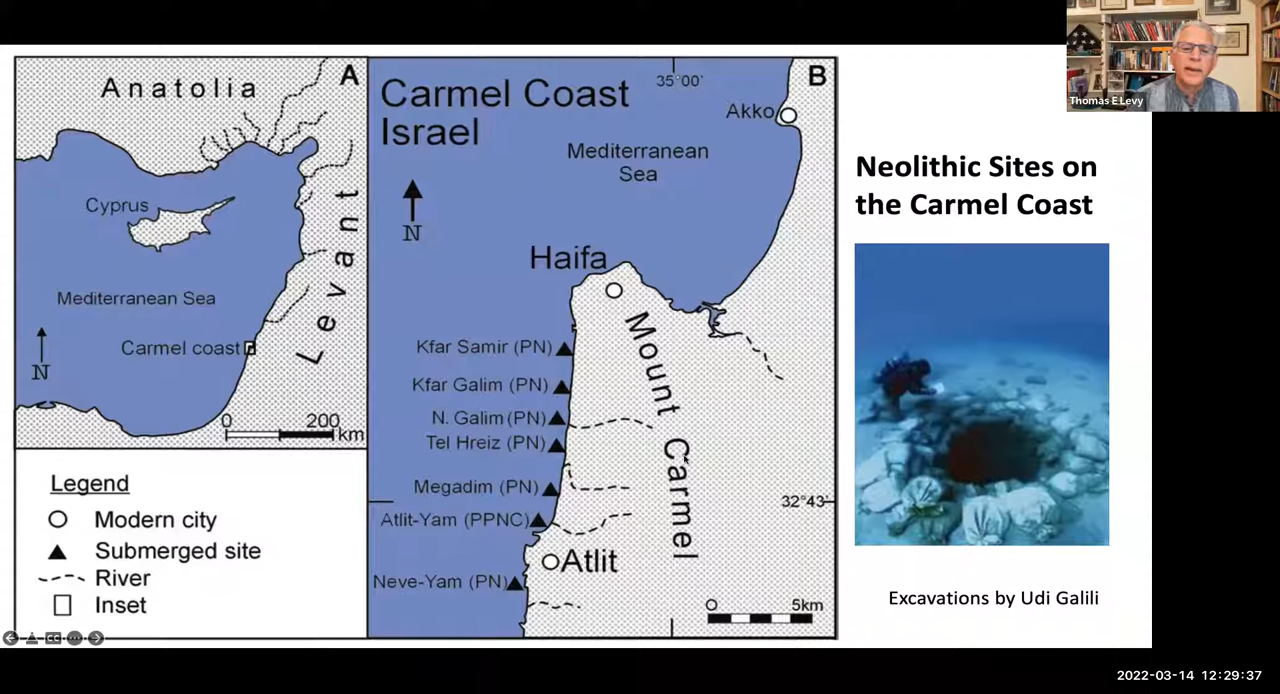 Thomas E Levy
A
Anatolia
Cyprus
Mediterranean Sea
Levant
Carmel coast
N
0 200
km
Legend
Modern city
Submerged site
River
Inset
CC
B
Carmel Coast
Israel
35°00'
Akko
Mediterranean
Sea
N
Haifa
Mount Carmel
Kfar Samir (PN)
Kfar Galim (PN)
N. Galim (PN)
Tel Hreiz (PN)
Megadim (PN)
32°43'
Atlit-Yam (PPNC)
Atlit
Neve-Yam (PN)
O 5km
Neolithic Sites on
the Carmel Coast
Excavations by Udi Galili
2022-03-14 12:29:37